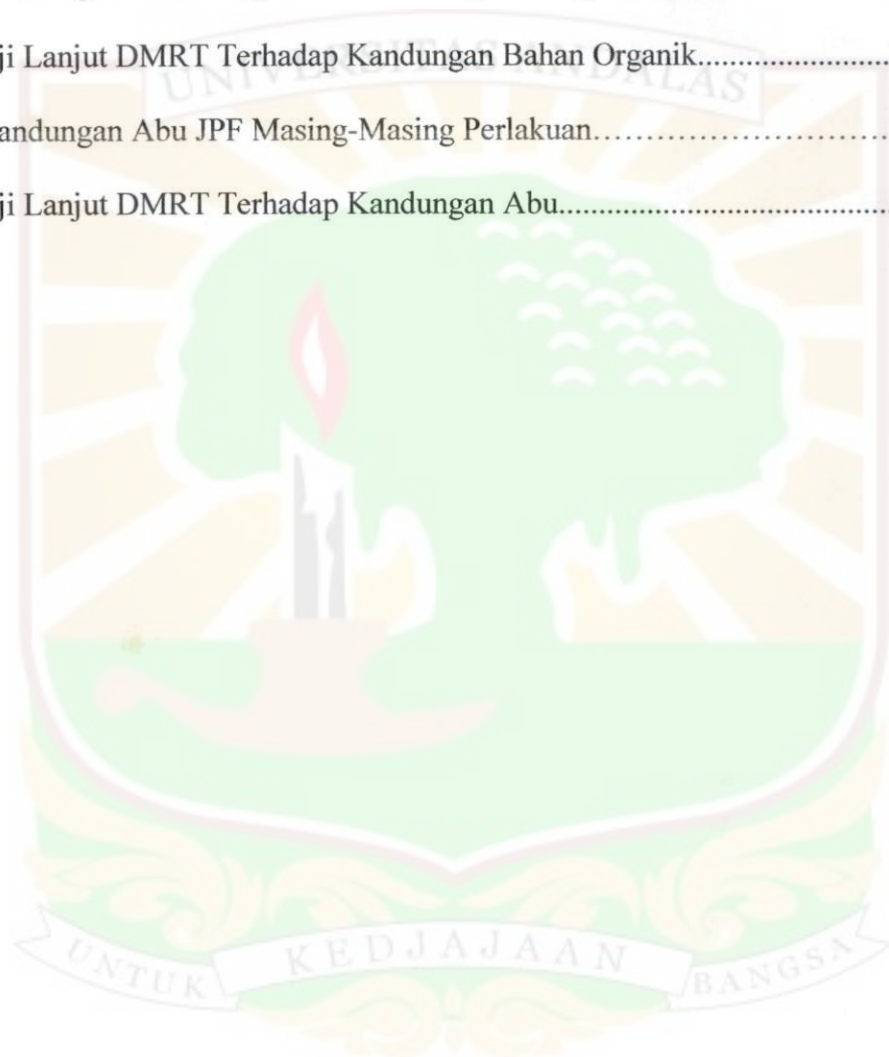 ji Lanjut DMRT Terhadap Kandungan Bahan Organik.......................
UNIVERSITAS ANDALAS
andungan Abu JPF Masing-Masing Perlakuan............................
ji Lanjut DMRT Terhadap Kandungan Abu.....................................
UNTUK KEDJAJAAN BANGSA